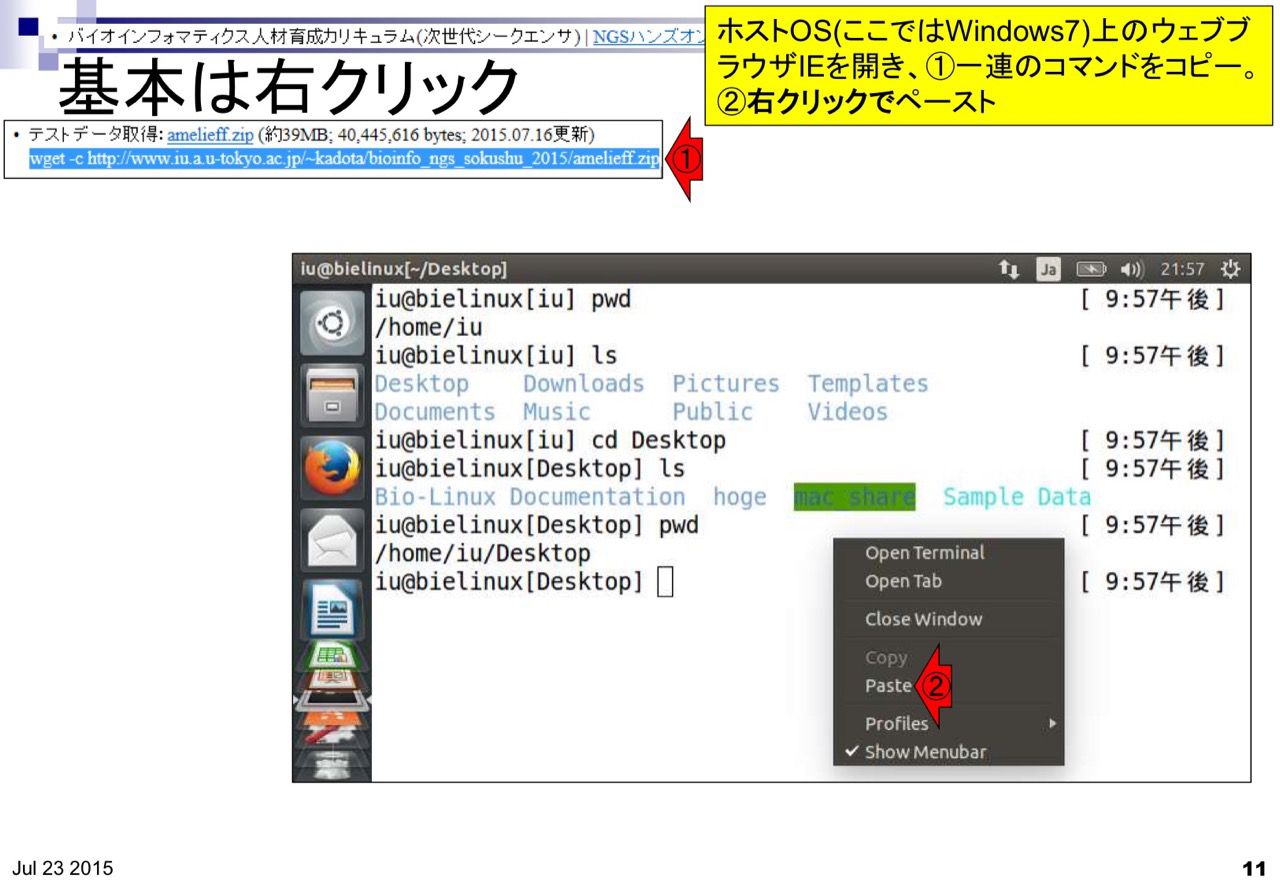 • バイオインフォマティクス人材育成カリキュラム(次世代シークエンサ) | NGSハンズオン
基本は右クリック
ホストOS(ここではWindows7)上のウェブブ
ラウザIEを開き、①一連のコマンドをコピー。
②右クリックでペースト
• テストデータ取得: amelieff.zip (約39MB; 40,445,616 bytes; 2015.07.16更新)
wget -c http://www.iu.a.u-tokyo.ac.jp/~kadota/bioinfo_ngs_sokushu_2015/amelieff.zip
①
iu@bielinux[~/Desktop] Ja 21:57
iu@bielinux[iu] pwd [ 9:57午後]
/home/iu
iu@bielinux[iu] ls [ 9:57午後]
Desktop Downloads Pictures Templates
Documents Music Public Videos
iu@bielinux[iu] cd Desktop [ 9:57午後]
iu@bielinux[Desktop] ls [ 9:57午後]
Bio-Linux Documentation hoge mac_share Sample Data
iu@bielinux[Desktop] pwd [ 9:57午後]
/home/iu/Desktop
iu@bielinux[Desktop] [ 9:57午後]
Open Terminal
Open Tab
Close Window
Copy
Paste
②
Profiles
Show Menubar
Jul 23 2015
11